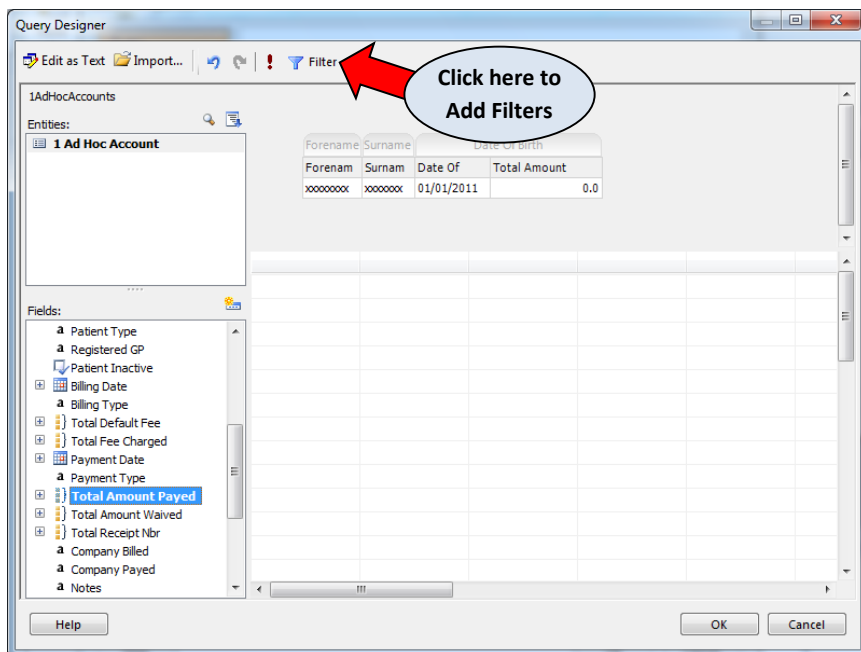 Query Designer
Edit as Text Import... Filter
Click here to
Add Filters
1AdHocAccounts
Entities:
1 Ad Hoc Account
Forename Surname Date Of Birth
Forenam Surnam Date Of Total Amount
xxxxxxxx xxxxxxx 01/01/2011 0.0
Fields:
a Patient Type
a Registered GP
Patient Inactive
Billing Date
a Billing Type
Total Default Fee
Total Fee Charged
Payment Date
a Payment Type
Total Amount Payed
Total Amount Waived
Total Receipt Nbr
a Company Billed
a Company Payed
a Notes
Help OK Cancel